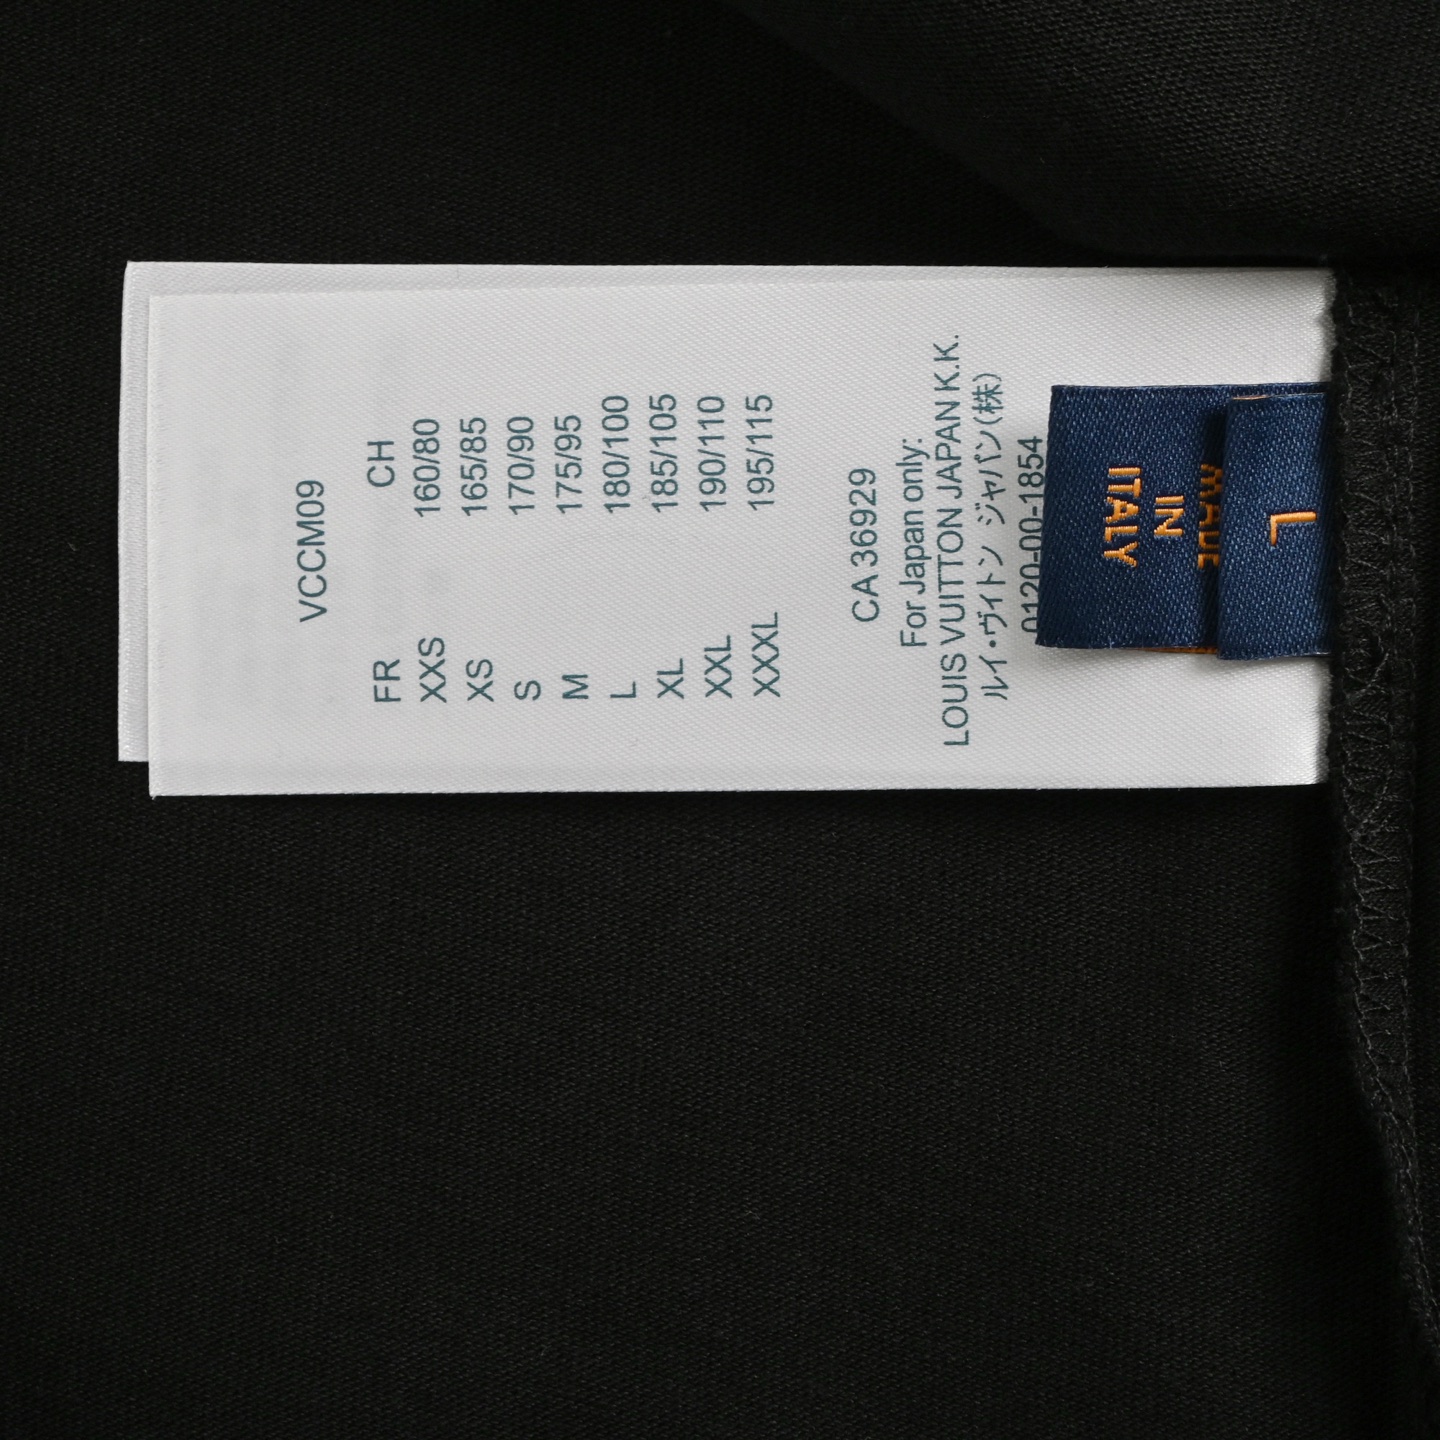 VCCM09
FR CH
XXS 160/80
XS 165/85
S 170/90
M 175/95
L 180/100
XL 185/105
XXL 190/110
XXXL 195/115
CA 36929
For Japan only:
LOUIS VUITTON JAPAN K.K.
ルイ・ヴィトン ジャパン(株)
0120-00-1854
MADE
IN
ITALY
L